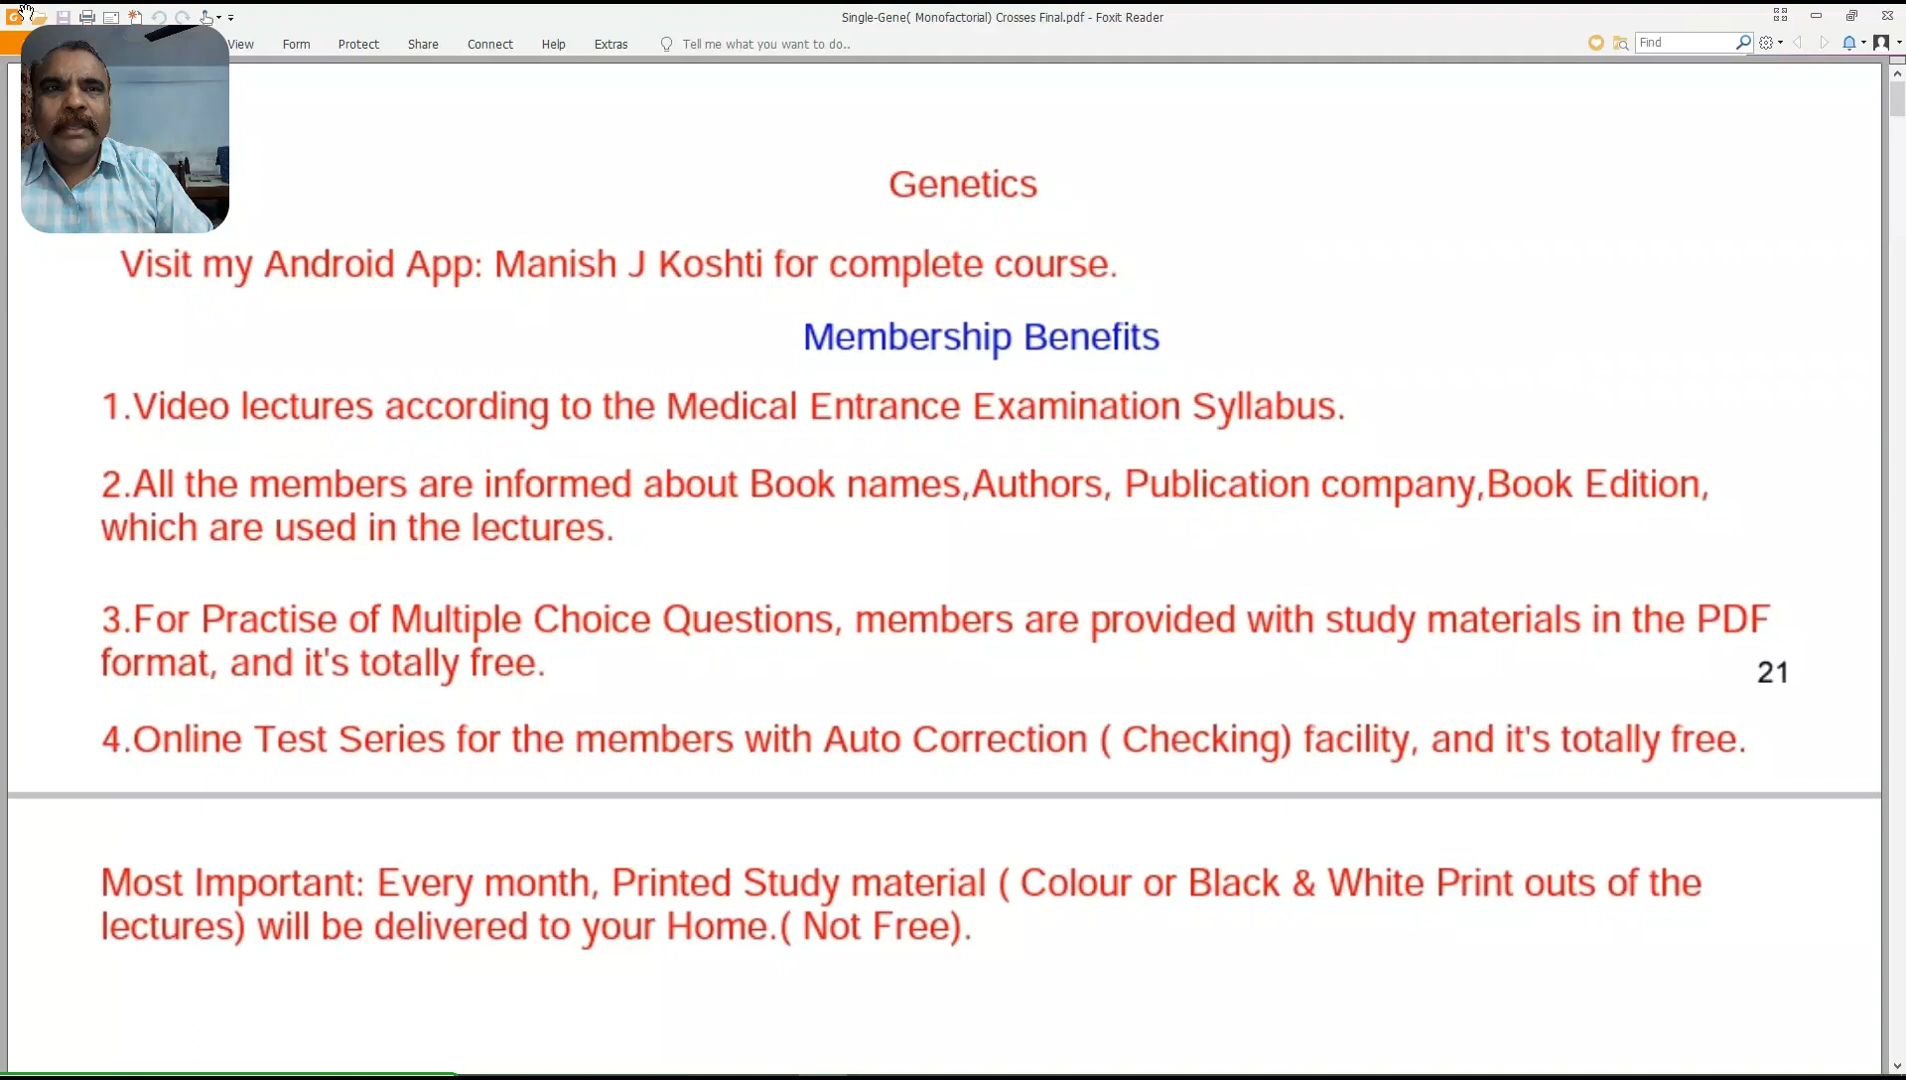 Single-Gene( Monofactorial) Crosses Final.pdf - Foxit Reader
View Form Protect Share Connect Help Extras Tell me what you want to do.. Find
Genetics
Visit my Android App: Manish J Koshti for complete course.
Membership Benefits
1.Video lectures according to the Medical Entrance Examination Syllabus.
2.All the members are informed about Book names,Authors, Publication company,Book Edition,
which are used in the lectures.
3.For Practise of Multiple Choice Questions, members are provided with study materials in the PDF
format, and it's totally free.
21
4.Online Test Series for the members with Auto Correction ( Checking) facility, and it's totally free.
Most Important: Every month, Printed Study material ( Colour or Black & White Print outs of the
lectures) will be delivered to your Home.( Not Free).